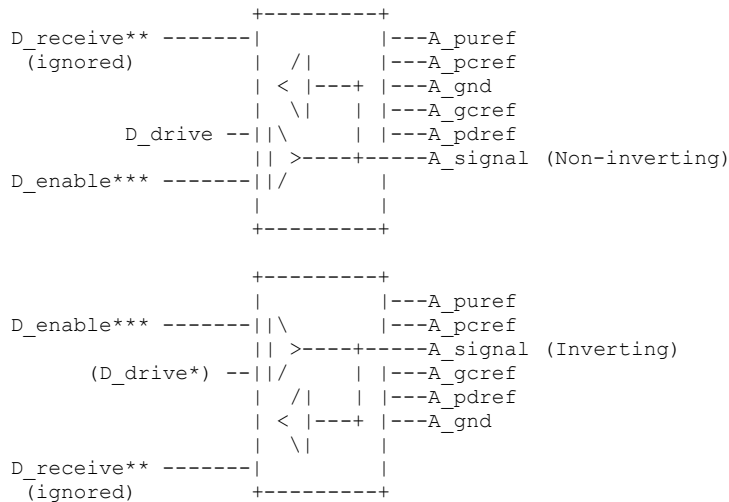 +---------+
D_receive** -------|         |---A_puref
 (ignored)         |  /|     |---A_pcref
                   | < |---+ |---A_gnd
                   |  \|   | |---A_gcref
       D_drive --||\     | |---A_pdref
                 || >----+-----A_signal (Non-inverting)
D_enable*** -------||/       |
                   |         |
                   +---------+
                   +---------+
                   |         |---A_puref
D_enable*** -------||\       |---A_pcref
                   || >----+-----A_signal (Inverting)
    (D_drive*) --||/     | |---A_gcref
                   |  /|   | |---A_pdref
                   | < |---+ |---A_gnd
                   |  \|     |
D_receive** -------|         |
 (ignored)         +---------+